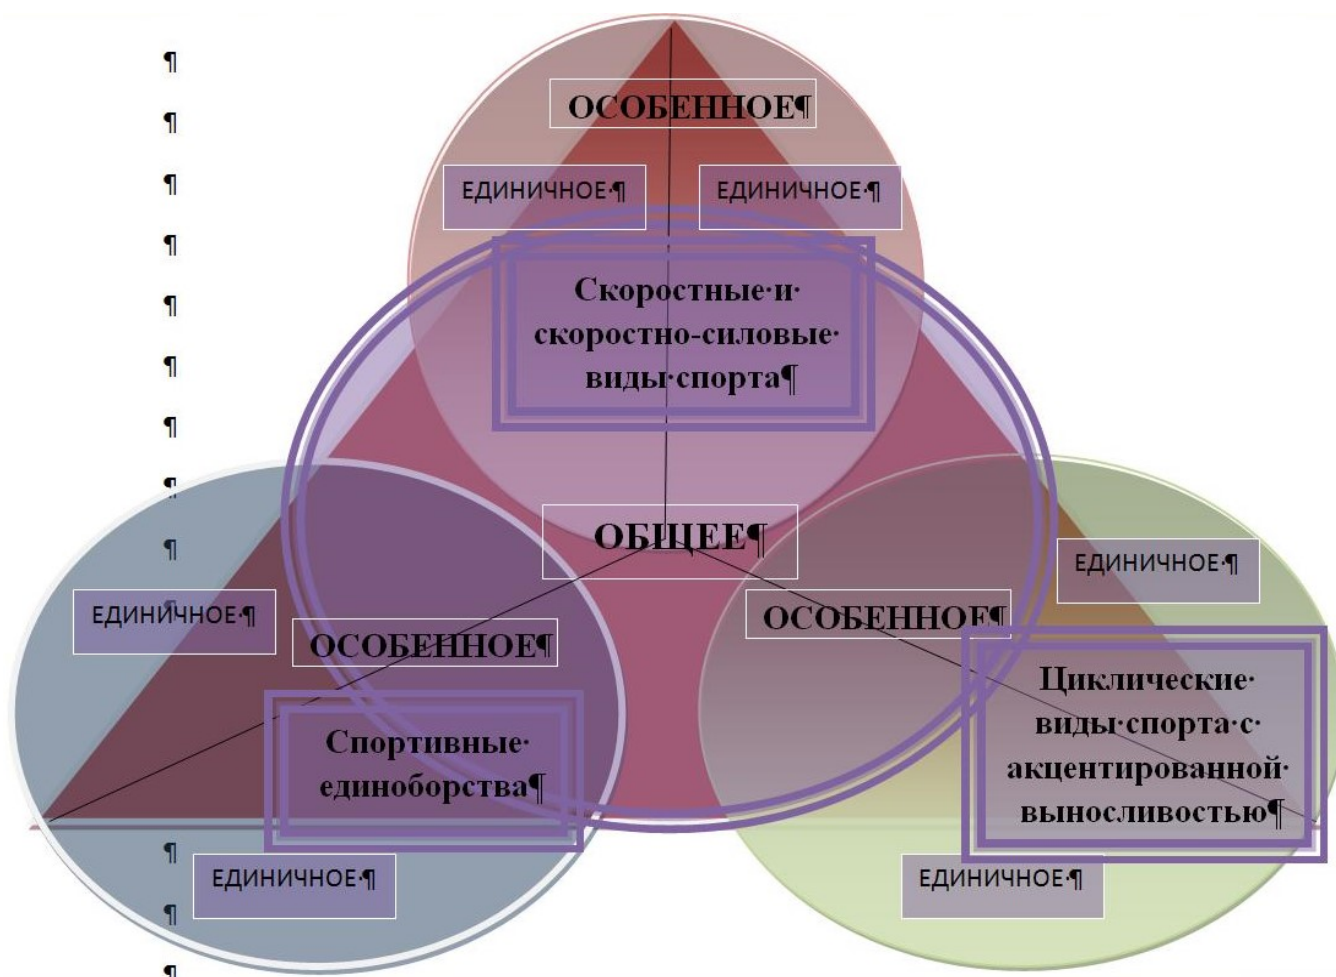 ОСОБЕННОЕ¶
ЕДИНИЧНОЕ·¶
ЕДИНИЧНОЕ·¶
Скоростные·и·
скоростно-силовые·
виды·спорта¶
ОБЩЕЕ¶
ЕДИНИЧНОЕ·¶
ОСОБЕННОЕ¶
Спортивные·
единоборства¶
ЕДИНИЧНОЕ·¶
ЕДИНИЧНОЕ·¶
ОСОБЕННОЕ¶
Циклические·
виды·спорта·с·
акцентированной·
выносливостью¶
ЕДИНИЧНОЕ·¶